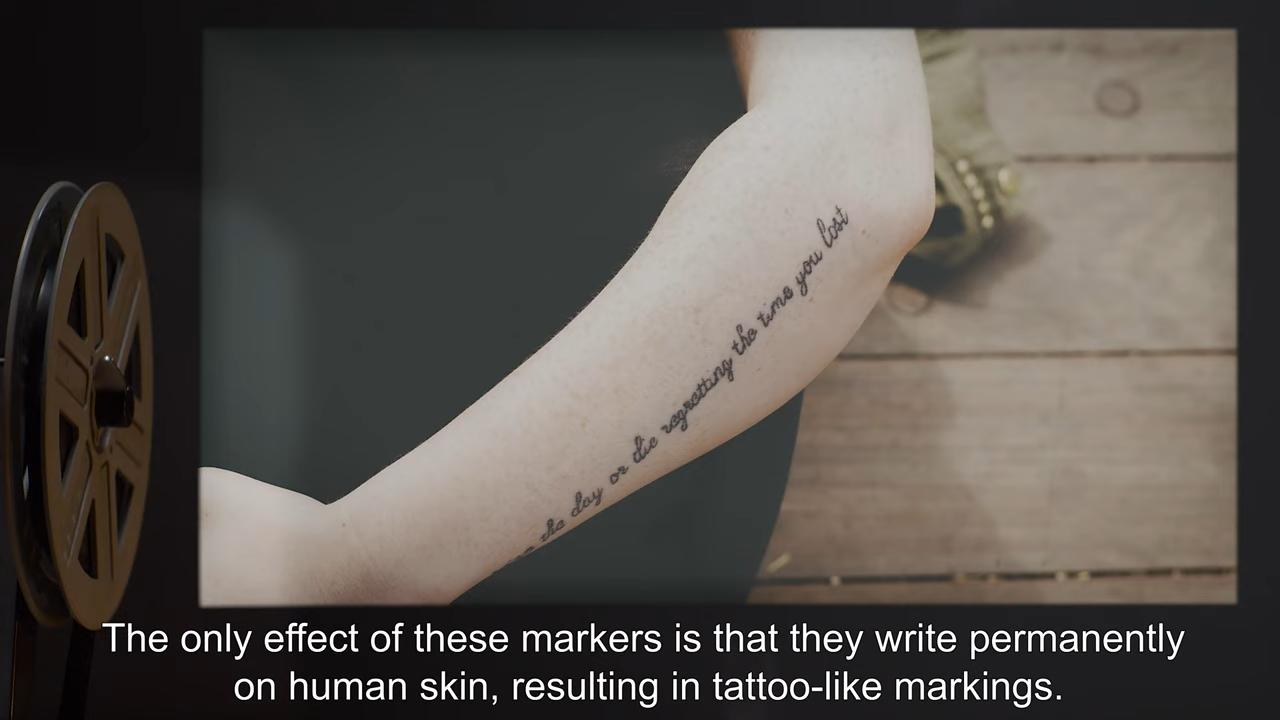 the day or die regretting the time you lost
The only effect of these markers is that they write permanently
on human skin, resulting in tattoo-like markings.